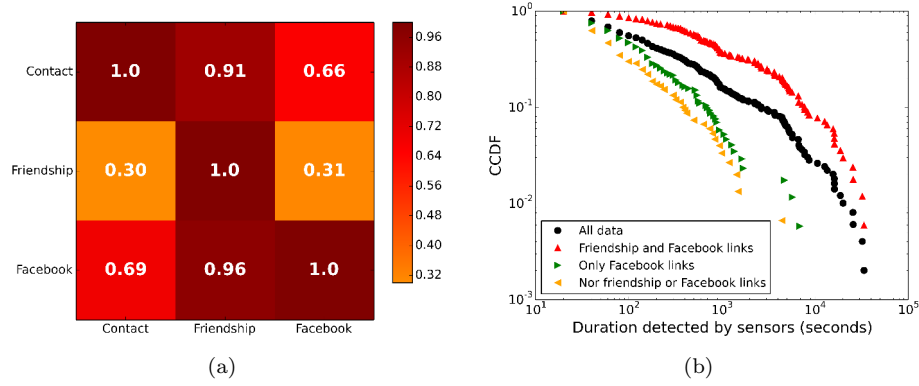 Contact
Friendship
Facebook
1.0 0.91 0.66
0.30 1.0 0.31
0.69 0.96 1.0
Contact Friendship Facebook
0.96
0.88
0.80
0.72
0.64
0.56
0.48
0.40
0.32
(a)
CCDF
10^0
10^-1
10^-2
10^-3
10^1 10^2 10^3 10^4 10^5
All data
Friendship and Facebook links
Only Facebook links
Nor friendship or Facebook links
Duration detected by sensors (seconds)
(b)